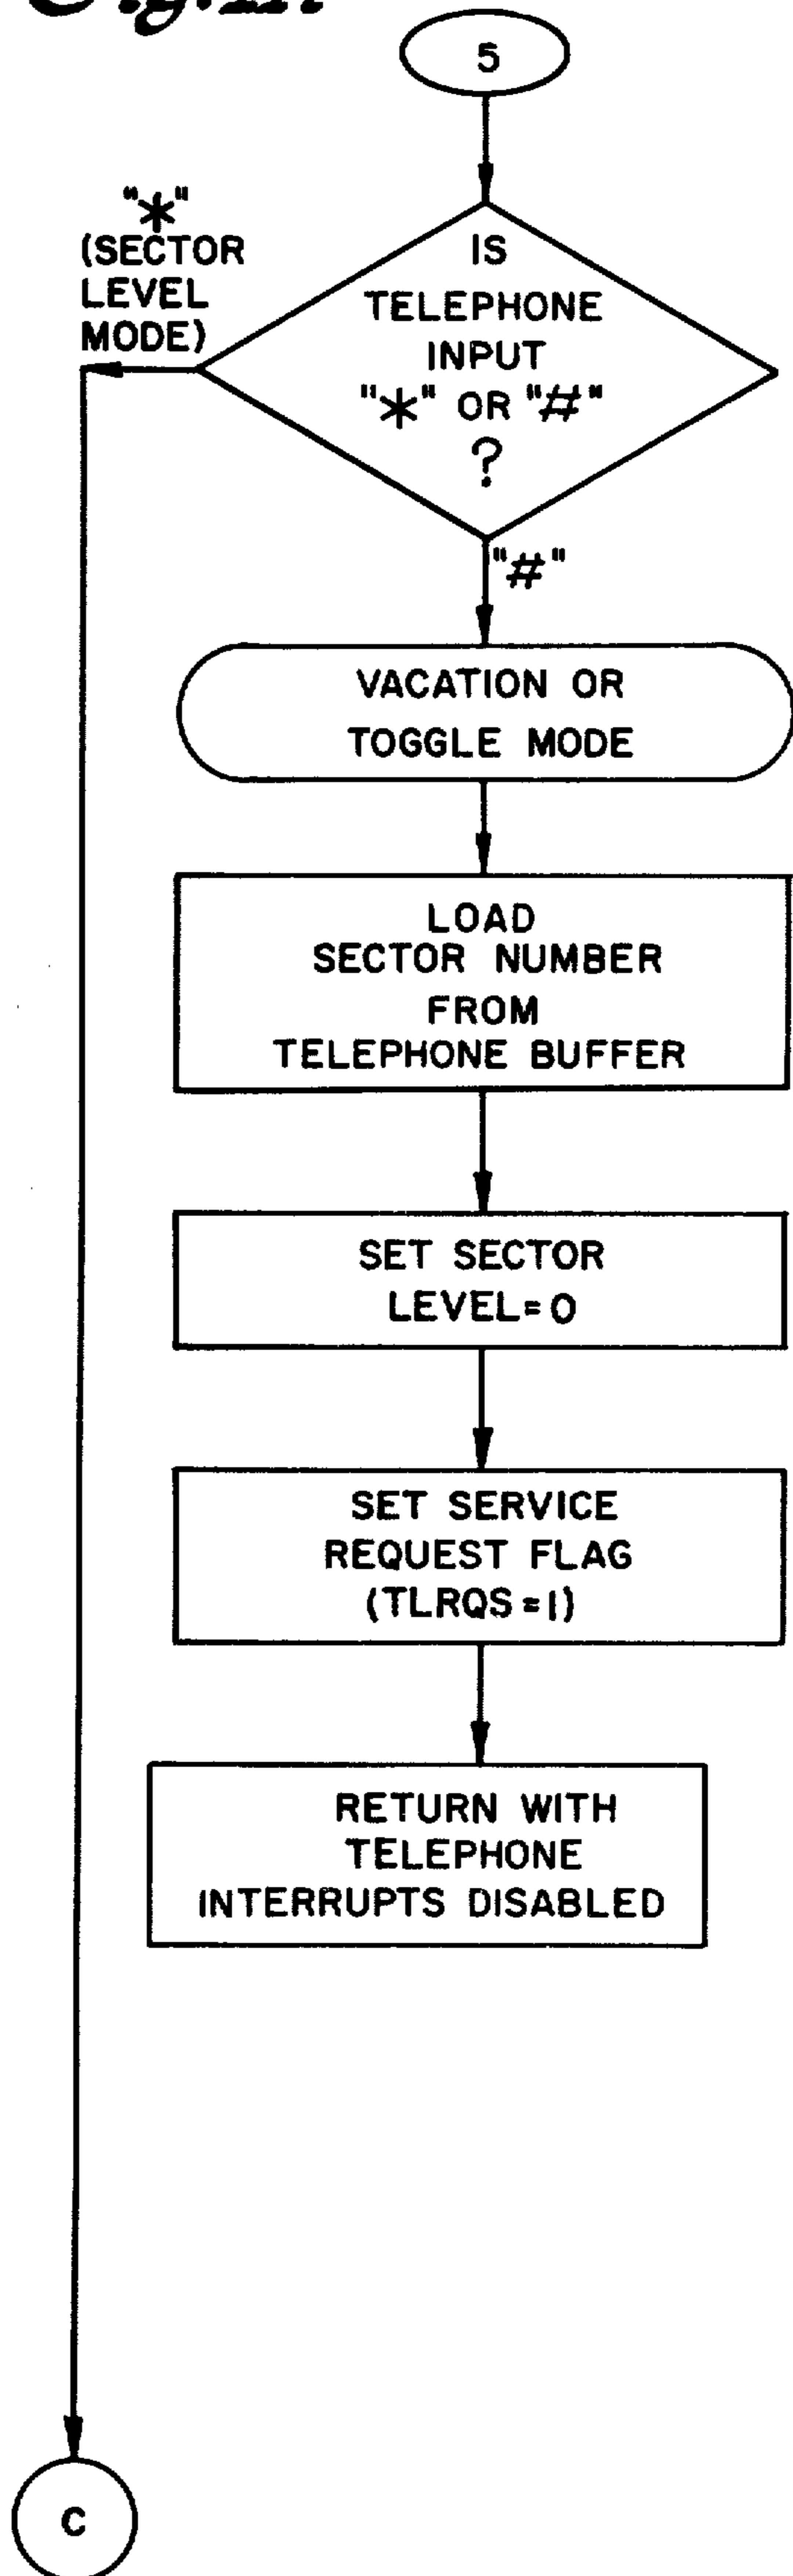 5
"*"
(SECTOR
LEVEL
MODE)
IS
TELEPHONE
INPUT
"*" OR "#"
?
"#"
VACATION OR
TOGGLE MODE
LOAD
SECTOR NUMBER
FROM
TELEPHONE BUFFER
SET SECTOR
LEVEL=0
SET SERVICE
REQUEST FLAG
(TLRQS=1)
RETURN WITH
TELEPHONE
INTERRUPTS DISABLED
C